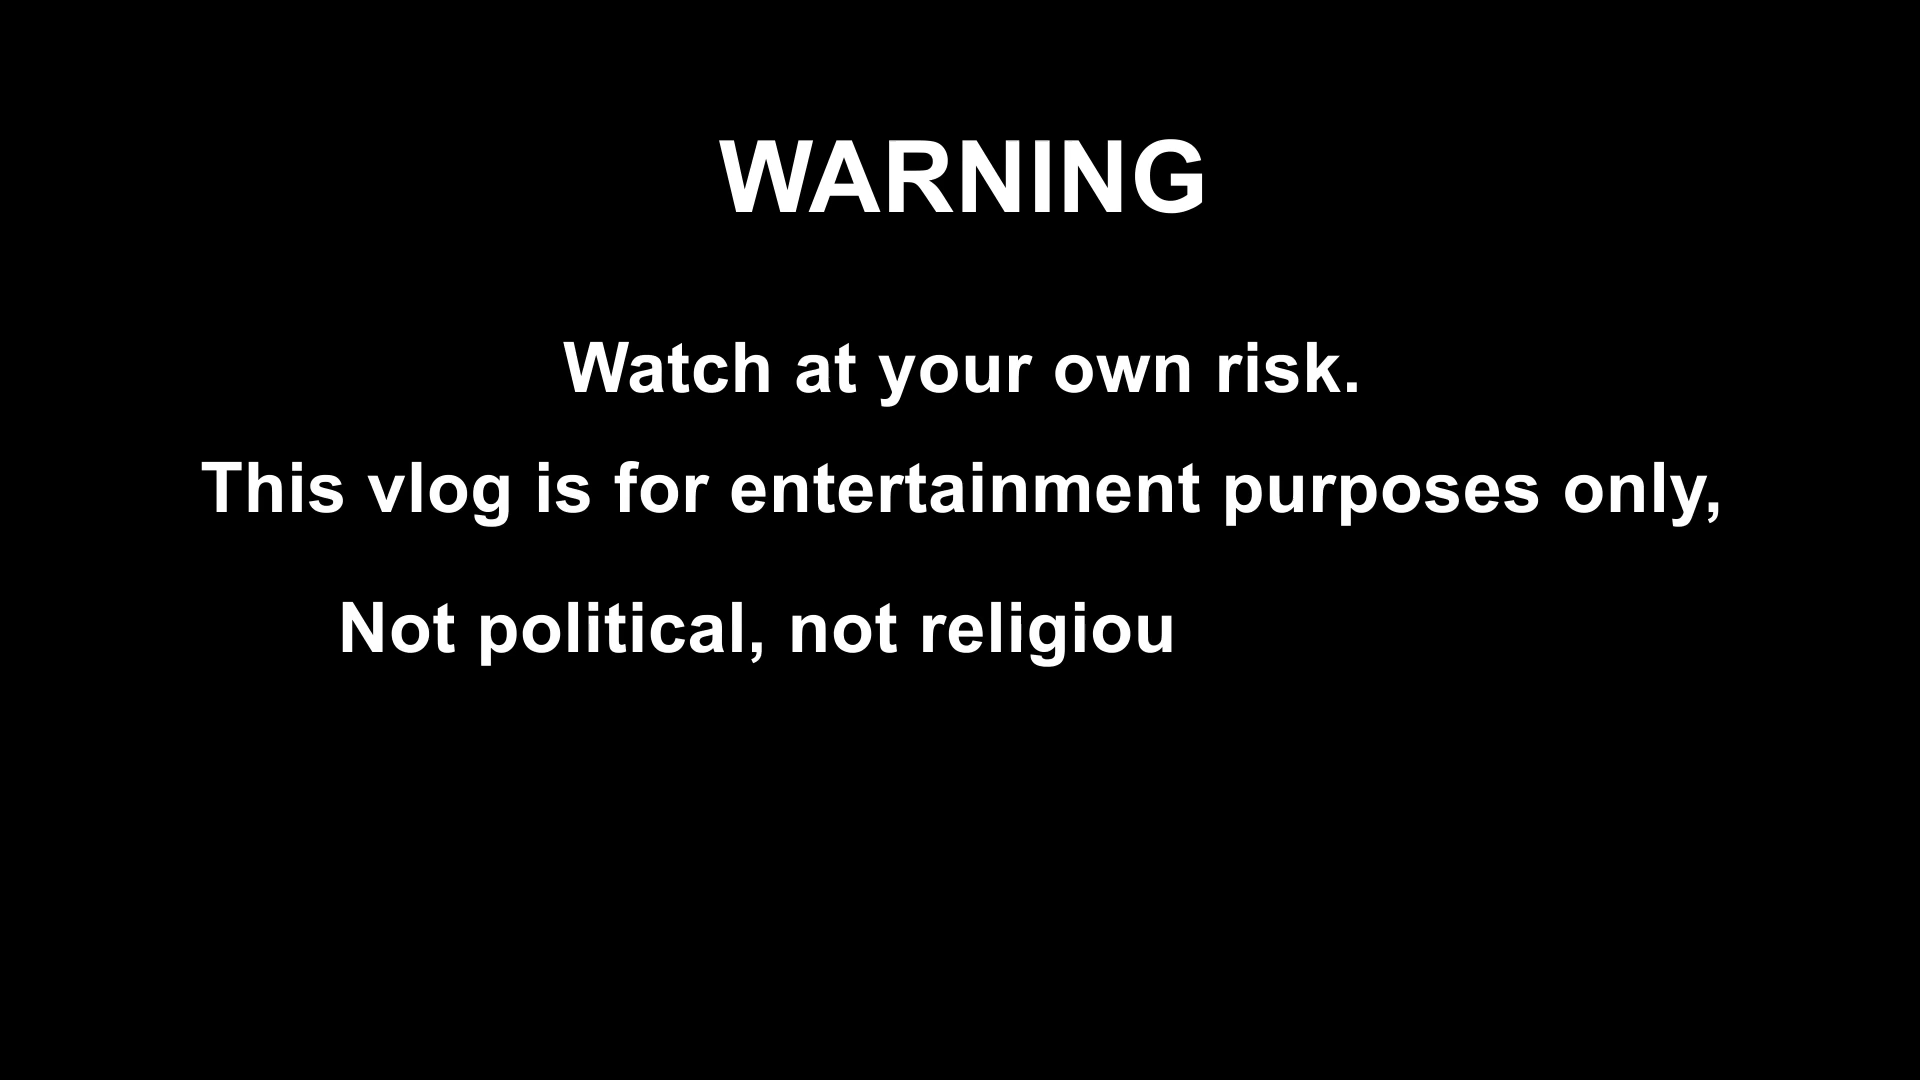 WARNING
Watch at your own risk.
This vlog is for entertainment purposes only,
Not political, not religiou